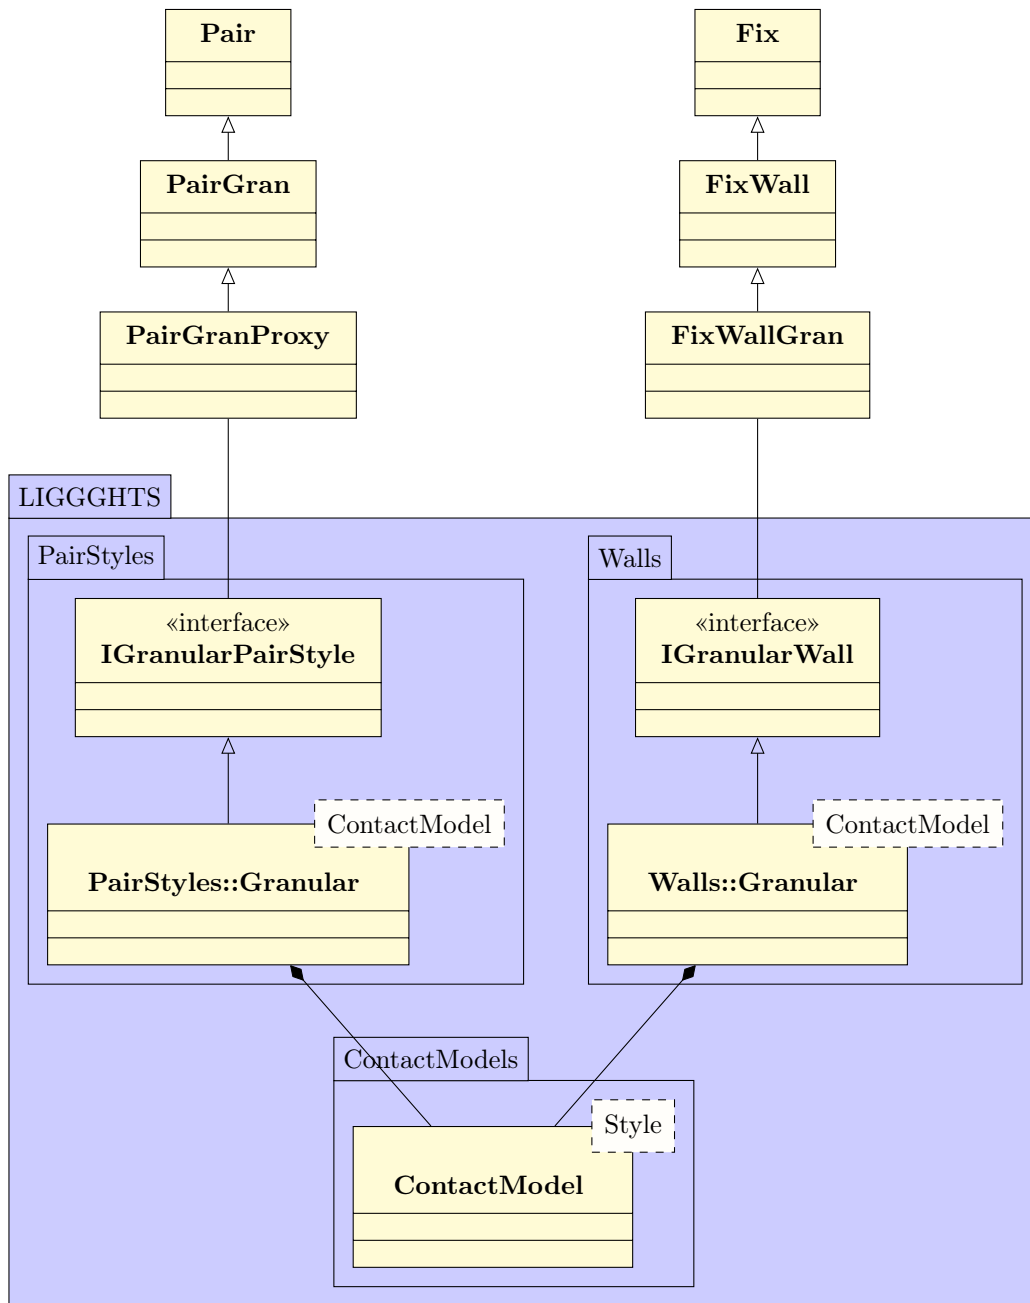 Pair
Fix
PairGran
FixWall
PairGranProxy
FixWallGran
LIGGGHTS
PairStyles
Walls
«interface»
IGranularPairStyle
«interface»
IGranularWall
ContactModel
PairStyles::Granular
ContactModel
Walls::Granular
ContactModels
Style
ContactModel